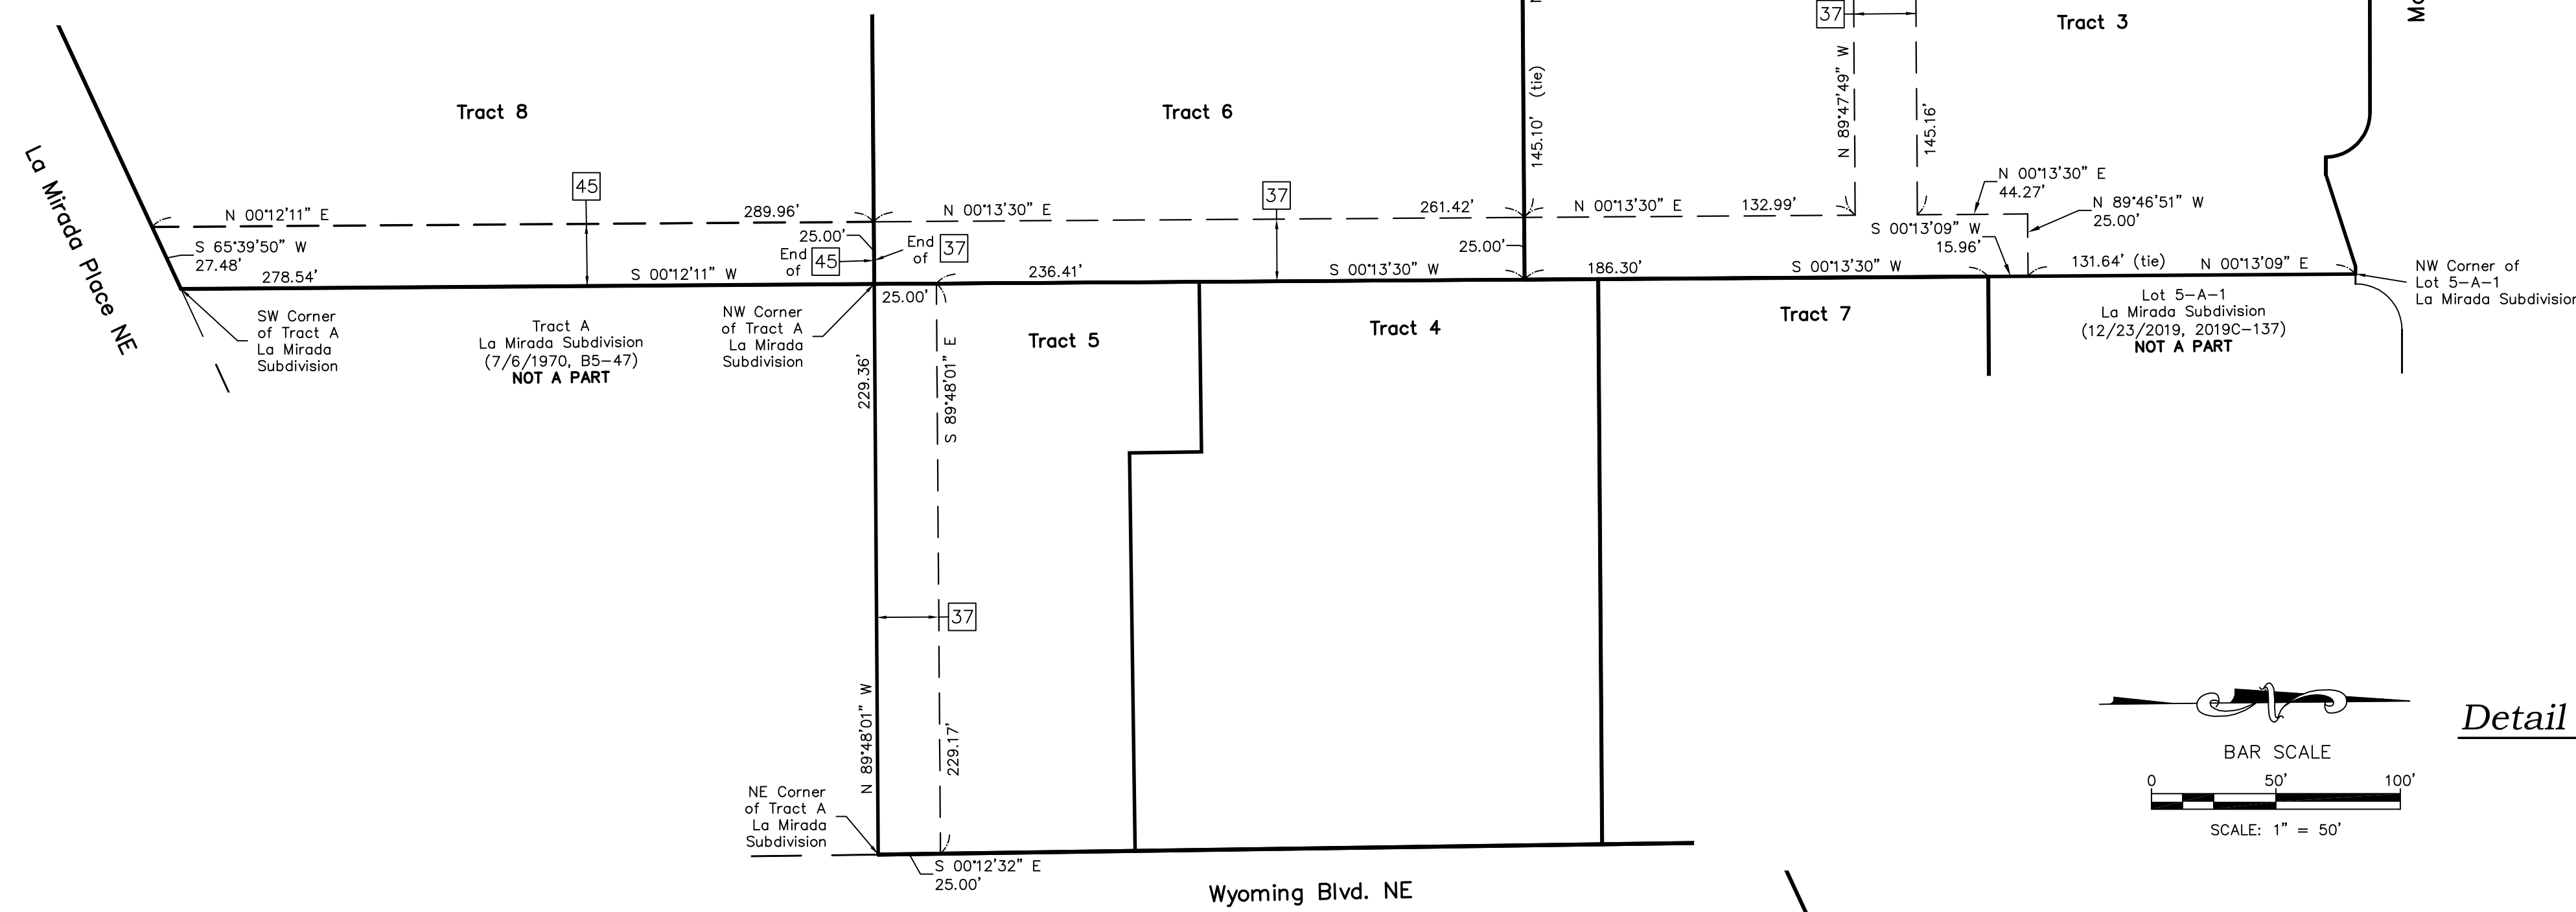 37
Tract 3
Tract 8
Tract 6
145.10' (tie)
N 89°47'49" W
145.16'
La Mirada Place NE
45
37
N 00°13'30" E
44.27'
N 89°46'51" W
25.00'
N 00°12'11" E
289.96'
N 00°13'30" E
261.42'
N 00°13'30" E
132.99'
S 00°13'09" W
15.96'
S 65°39'50" W
27.48'
25.00'
End
of
45
End
of
37
25.00'
278.54'
S 00°12'11" W
236.41'
S 00°13'30" W
186.30'
S 00°13'30" W
131.64' (tie)
N 00°13'09" E
NW Corner of
Lot 5-A-1
La Mirada Subdivision
25.00'
SW Corner
of Tract A
La Mirada
Subdivision
Tract A
La Mirada Subdivision
(7/6/1970, B5-47)
NOT A PART
NW Corner
of Tract A
La Mirada
Subdivision
Tract 5
Tract 4
Tract 7
Lot 5-A-1
La Mirada Subdivision
(12/23/2019, 2019C-137)
NOT A PART
229.36'
S 89°48'01" E
37
N 89°48'01" W
229.17'
NE Corner
of Tract A
La Mirada
Subdivision
S 00°12'32" E
25.00'
Wyoming Blvd. NE
Detail
BAR SCALE
0 50' 100'
SCALE: 1" = 50'